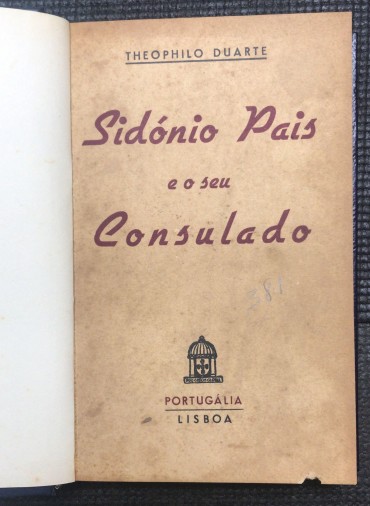 THEOPHILO DUARTE
Sidónio Pais
e o seu
Consulado
PORTUGÁLIA
LISBOA